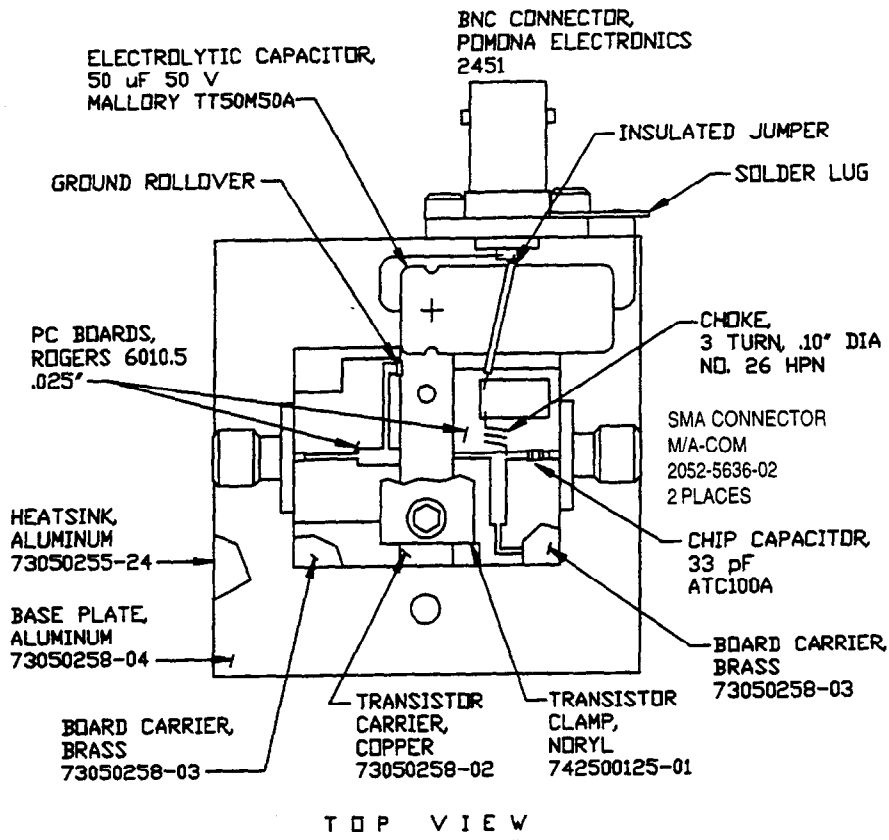 BNC CONNECTOR,
POMONA ELECTRONICS
2451
ELECTROLYTIC CAPACITOR,
50 uF 50 V
MALLORY TT50M50A
INSULATED JUMPER
SOLDER LUG
GROUND ROLLOVER
PC BOARDS,
ROGERS 6010.5
.025"
CHOKE,
3 TURN, .10" DIA
NO. 26 HPN
SMA CONNECTOR
M/A-COM
2052-5636-02
2 PLACES
HEATSINK,
ALUMINUM
73050255-24
CHIP CAPACITOR,
33 pF
ATC100A
BASE PLATE,
ALUMINUM
73050258-04
BOARD CARRIER,
BRASS
73050258-03
BOARD CARRIER,
BRASS
73050258-03
TRANSISTOR
CARRIER,
COPPER
73050258-02
TRANSISTOR
CLAMP,
NORYL
742500125-01
TOP VIEW